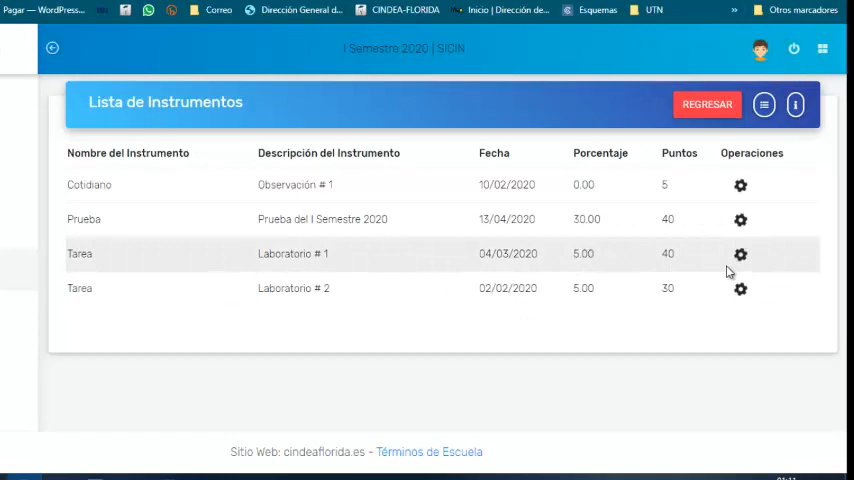 Pagar — WordPress... Correo Dirección General d... CINDEA-FLORIDA Inicio | Dirección de... Esquemas UTN » Otros marcadores
I Semestre 2020 | SICIN
Lista de Instrumentos REGRESAR
Nombre del Instrumento Descripción del Instrumento Fecha Porcentaje Puntos Operaciones
Cotidiano Observación # 1 10/02/2020 0.00 5
Prueba Prueba del I Semestre 2020 13/04/2020 30.00 40
Tarea Laboratorio # 1 04/03/2020 5.00 40
Tarea Laboratorio # 2 02/02/2020 5.00 30
Sitio Web: cindeaflorida.es - Términos de Escuela